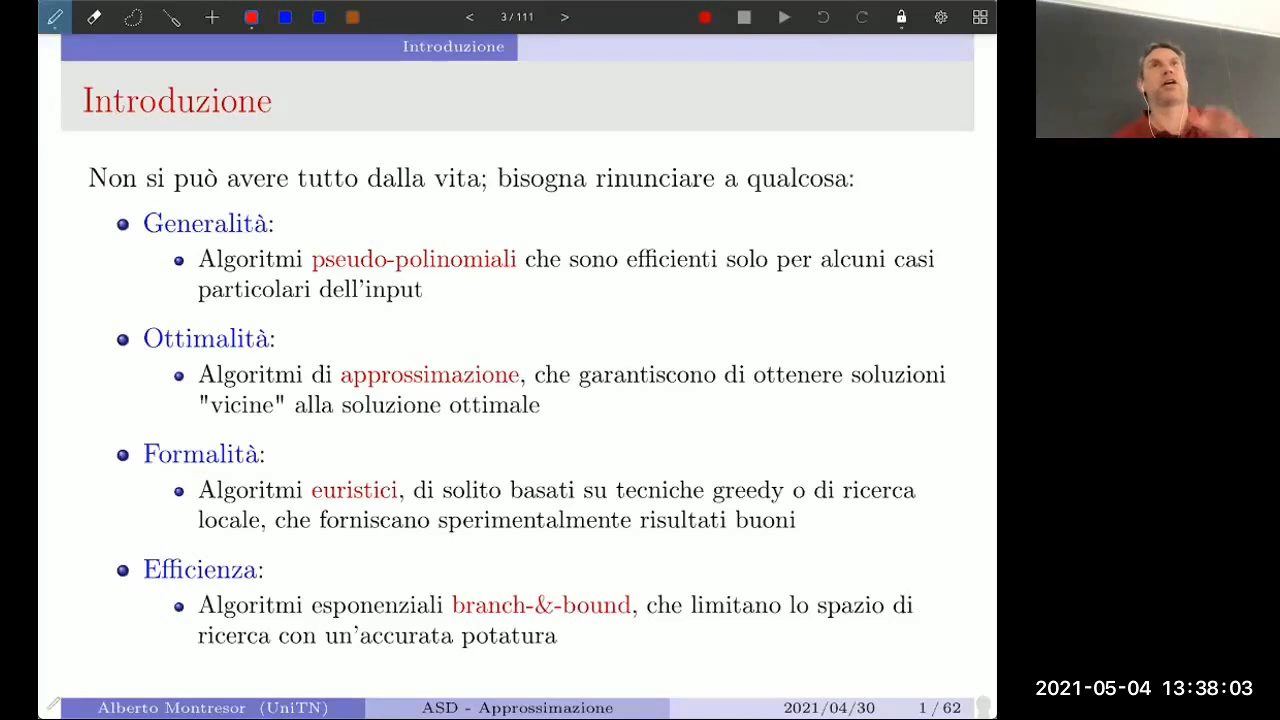 < 3 / 111 >
Introduzione
Introduzione
Non si può avere tutto dalla vita; bisogna rinunciare a qualcosa:
Generalità:
Algoritmi pseudo-polinomiali che sono efficienti solo per alcuni casi
particolari dell'input
Ottimalità:
Algoritmi di approssimazione, che garantiscono di ottenere soluzioni
"vicine" alla soluzione ottimale
Formalità:
Algoritmi euristici, di solito basati su tecniche greedy o di ricerca
locale, che forniscano sperimentalmente risultati buoni
Efficienza:
Algoritmi esponenziali branch-&-bound, che limitano lo spazio di
ricerca con un'accurata potatura
Alberto Montresor (UniTN) ASD - Approssimazione 2021/04/30 1 / 62
2021-05-04 13:38:03